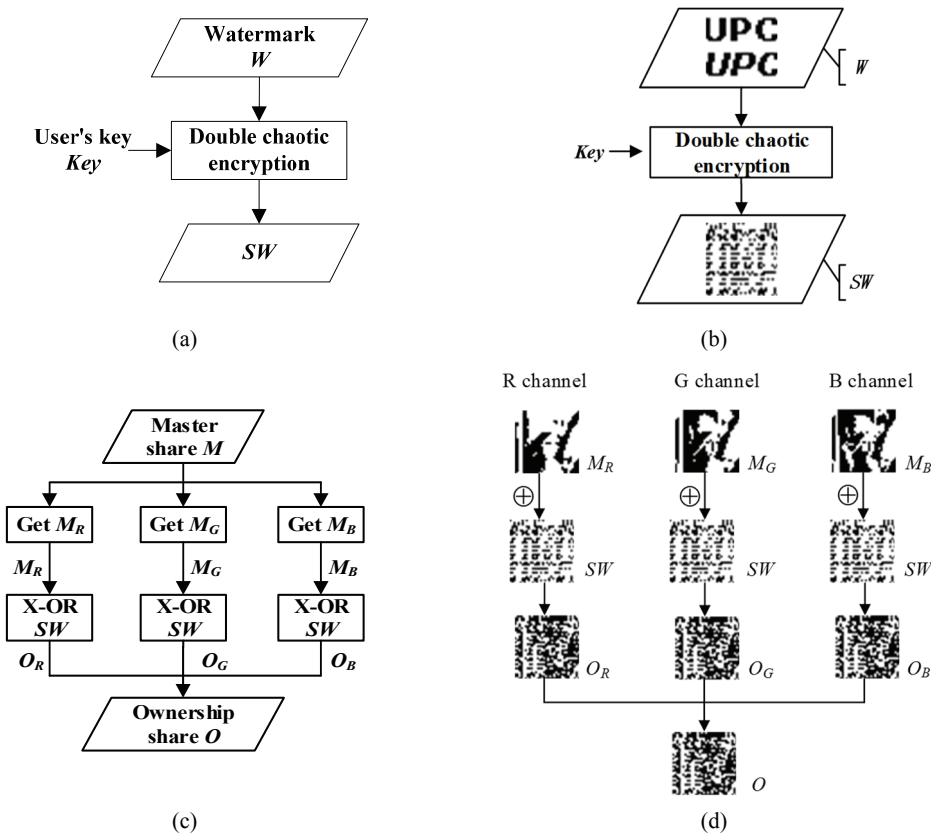 Watermark
W
User's key
Key
Double chaotic
encryption
SW
(a)
UPC
UPC
W
Key
Double chaotic
encryption
SW
(b)
Master
share M
Get M_R
Get M_G
Get M_B
M_R
M_G
M_B
X-OR
SW
X-OR
SW
X-OR
SW
O_R
O_G
O_B
Ownership
share O
(c)
R channel
G channel
B channel
M_R
M_G
M_B
⊕
⊕
⊕
SW
SW
SW
O_R
O_G
O_B
O
(d)